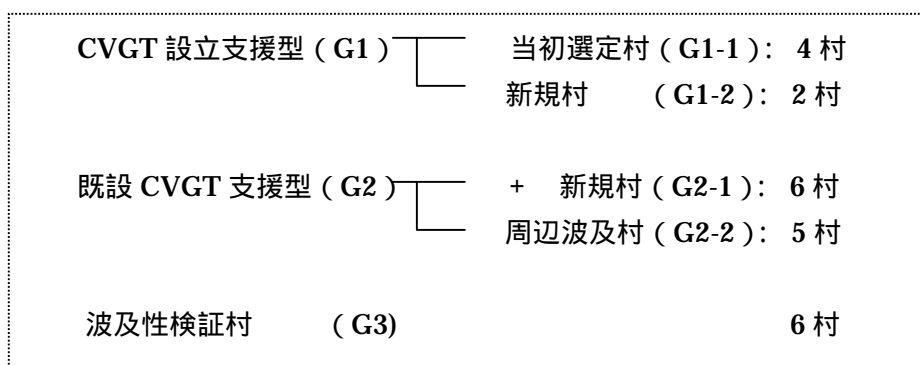 CVGT 設立支援型（G1） 当初選定村（G1-1）： 4 村
新規村 （G1-2）： 2 村
既設 CVGT 支援型（G2） + 新規村（G2-1）： 6 村
周辺波及村（G2-2）： 5 村
波及性検証村 （G3) 6 村